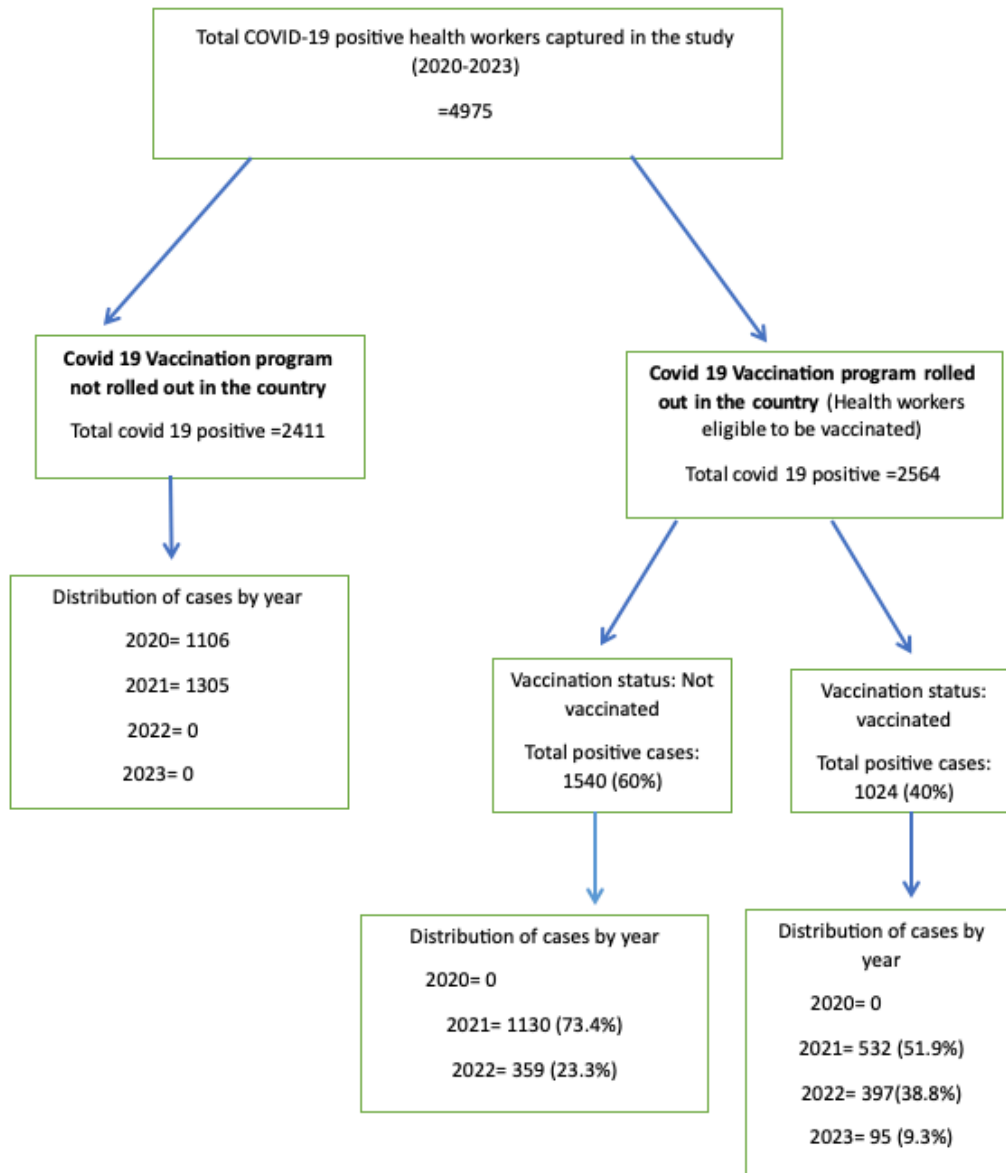 Total COVID-19 positive health workers captured in the study
(2020-2023)
=4975
Covid 19 Vaccination program
not rolled out in the country
Total covid 19 positive =2411
Covid 19 Vaccination program rolled
out in the country (Health workers
eligible to be vaccinated)
Total covid 19 positive =2564
Distribution of cases by year
2020= 1106
2021= 1305
2022= 0
2023= 0
Vaccination status: Not
vaccinated
Total positive cases:
1540 (60%)
Vaccination status:
vaccinated
Total positive cases:
1024 (40%)
Distribution of cases by year
2020= 0
2021= 1130 (73.4%)
2022= 359 (23.3%)
Distribution of cases by
year
2020= 0
2021= 532 (51.9%)
2022= 397(38.8%)
2023= 95 (9.3%)